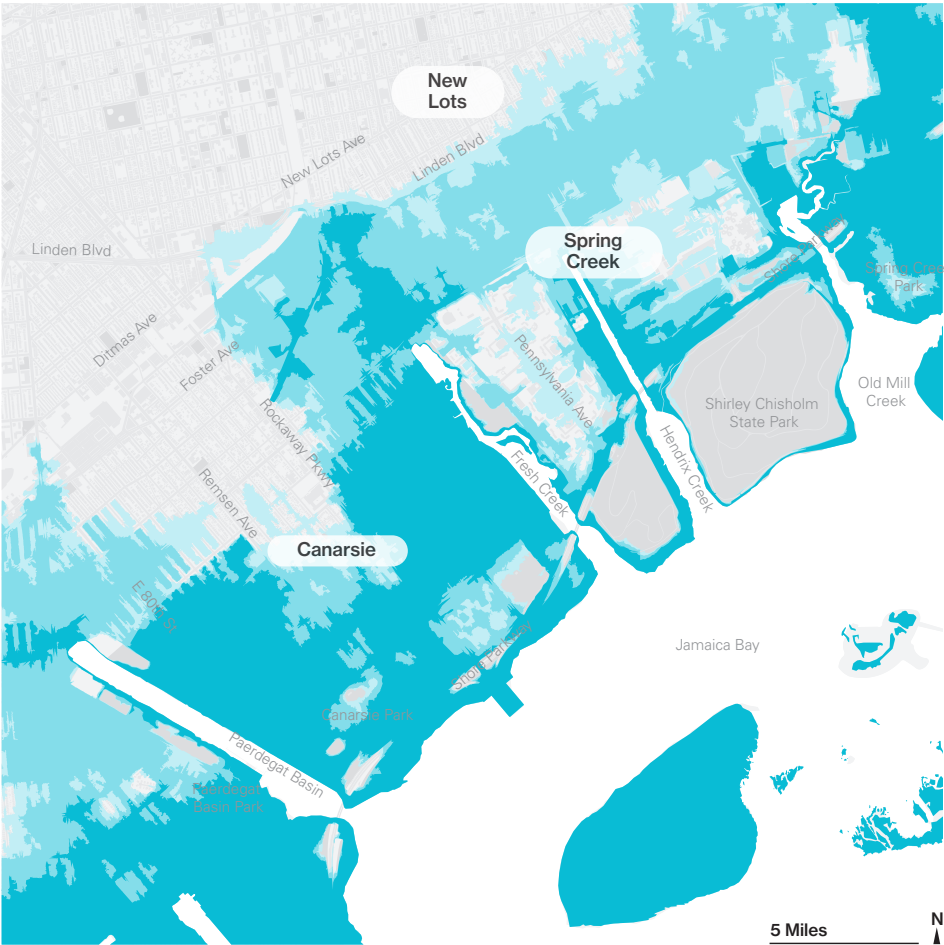 New
Lots
New Lots Ave
Linden Blvd
Linden Blvd
Spring
Creek
Shore Parkway
Spring Creek
Park
Ditmas Ave
Foster Ave
Pennsylvania Ave
Old Mill
Creek
Shirley Chisholm
State Park
Rockaway Pkwy
Hendrix Creek
Fresh Creek
Remsen Ave
Canarsie
E 80th St
Jamaica Bay
Shore Parkway
Canarsie Park
Paerdegat Basin
Paerdegat
Basin Park
5 Miles
N